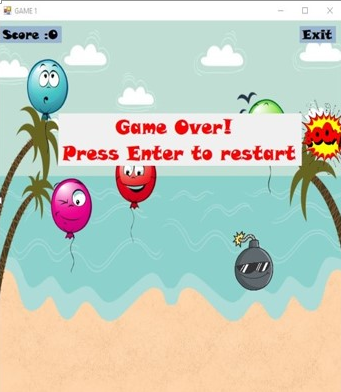 GAME 1
Score :0
Exit
Game Over!
Press Enter to restart